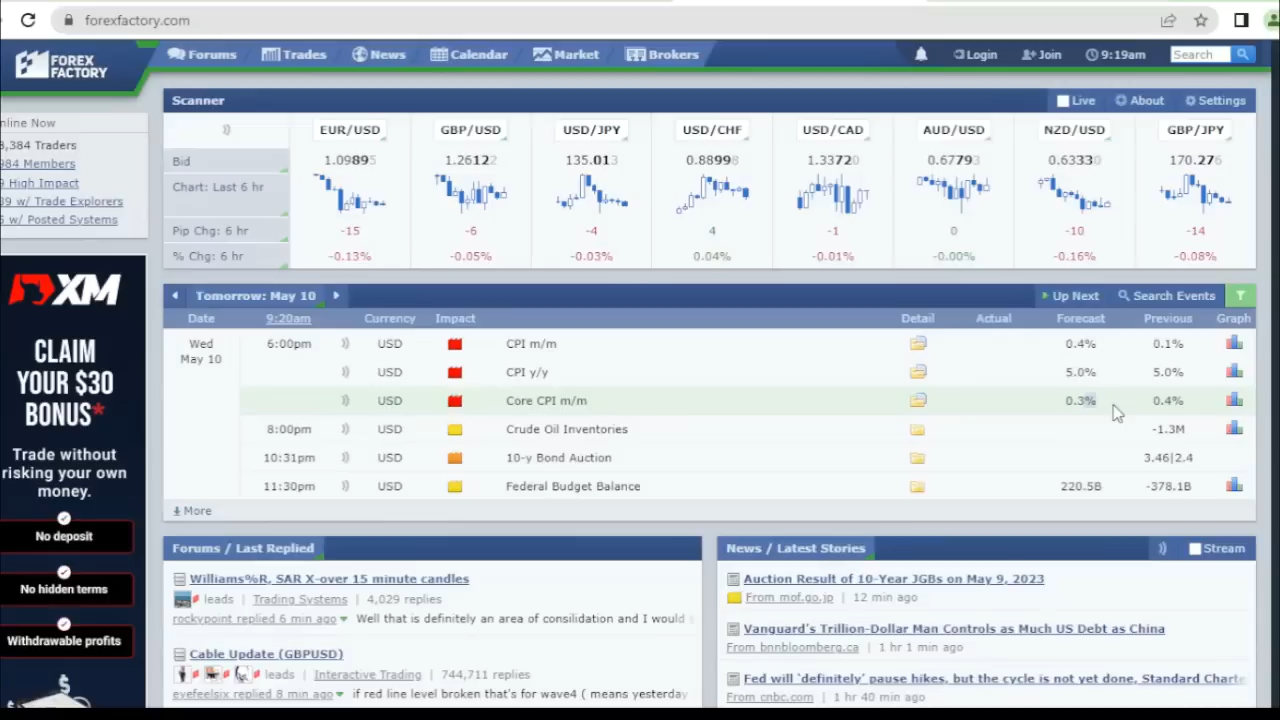 forexfactory.com
FOREX
FACTORY
Forums Trades News Calendar Market Brokers Login Join 9:19am Search
nline Now
,384 Traders
984 Members
9 High Impact
39 w/ Trade Explorers
w/ Posted Systems
XM
CLAIM
YOUR $30
BONUS*
Trade without
risking your own
money.
No deposit
No hidden terms
Withdrawable profits
Scanner Live About Settings
EUR/USD GBP/USD USD/JPY USD/CHF USD/CAD AUD/USD NZD/USD GBP/JPY
Bid 1.09895 1.26122 135.013 0.88998 1.33720 0.67793 0.63330 170.276
Chart: Last 6 hr
Pip Chg: 6 hr -15 -6 -4 4 -1 0 -10 -14
% Chg: 6 hr -0.13% -0.05% -0.03% 0.04% -0.01% -0.00% -0.16% -0.08%
Tomorrow: May 10 Up Next Search Events
Date 9:20am Currency Impact Detail Actual Forecast Previous Graph
Wed 6:00pm USD CPI m/m 0.4% 0.1%
May 10
USD CPI y/y 5.0% 5.0%
USD Core CPI m/m 0.3% 0.4%
8:00pm USD Crude Oil Inventories -1.3M
10:31pm USD 10-y Bond Auction 3.46|2.4
11:30pm USD Federal Budget Balance 220.5B -378.1B
More
Forums / Last Replied
Williams%R, SAR X-over 15 minute candles
leads | Trading Systems | 4,029 replies
rockypoint replied 6 min ago Well that is definitely an area of consilidation and I would
Cable Update (GBPUSD)
leads | Interactive Trading | 744,711 replies
eyefeelsix replied 8 min ago if red line level broken that's for wave4 ( means yesterday
News / Latest Stories Stream
Auction Result of 10-Year JGBs on May 9, 2023
From mof.go.jp | 12 min ago
Vanguard's Trillion-Dollar Man Controls as Much US Debt as China
From bnnbloomberg.ca | 1 hr 1 min ago
Fed will 'definitely' pause hikes, but the cycle is not yet done, Standard Charte
From cnbc.com | 1 hr 40 min ago